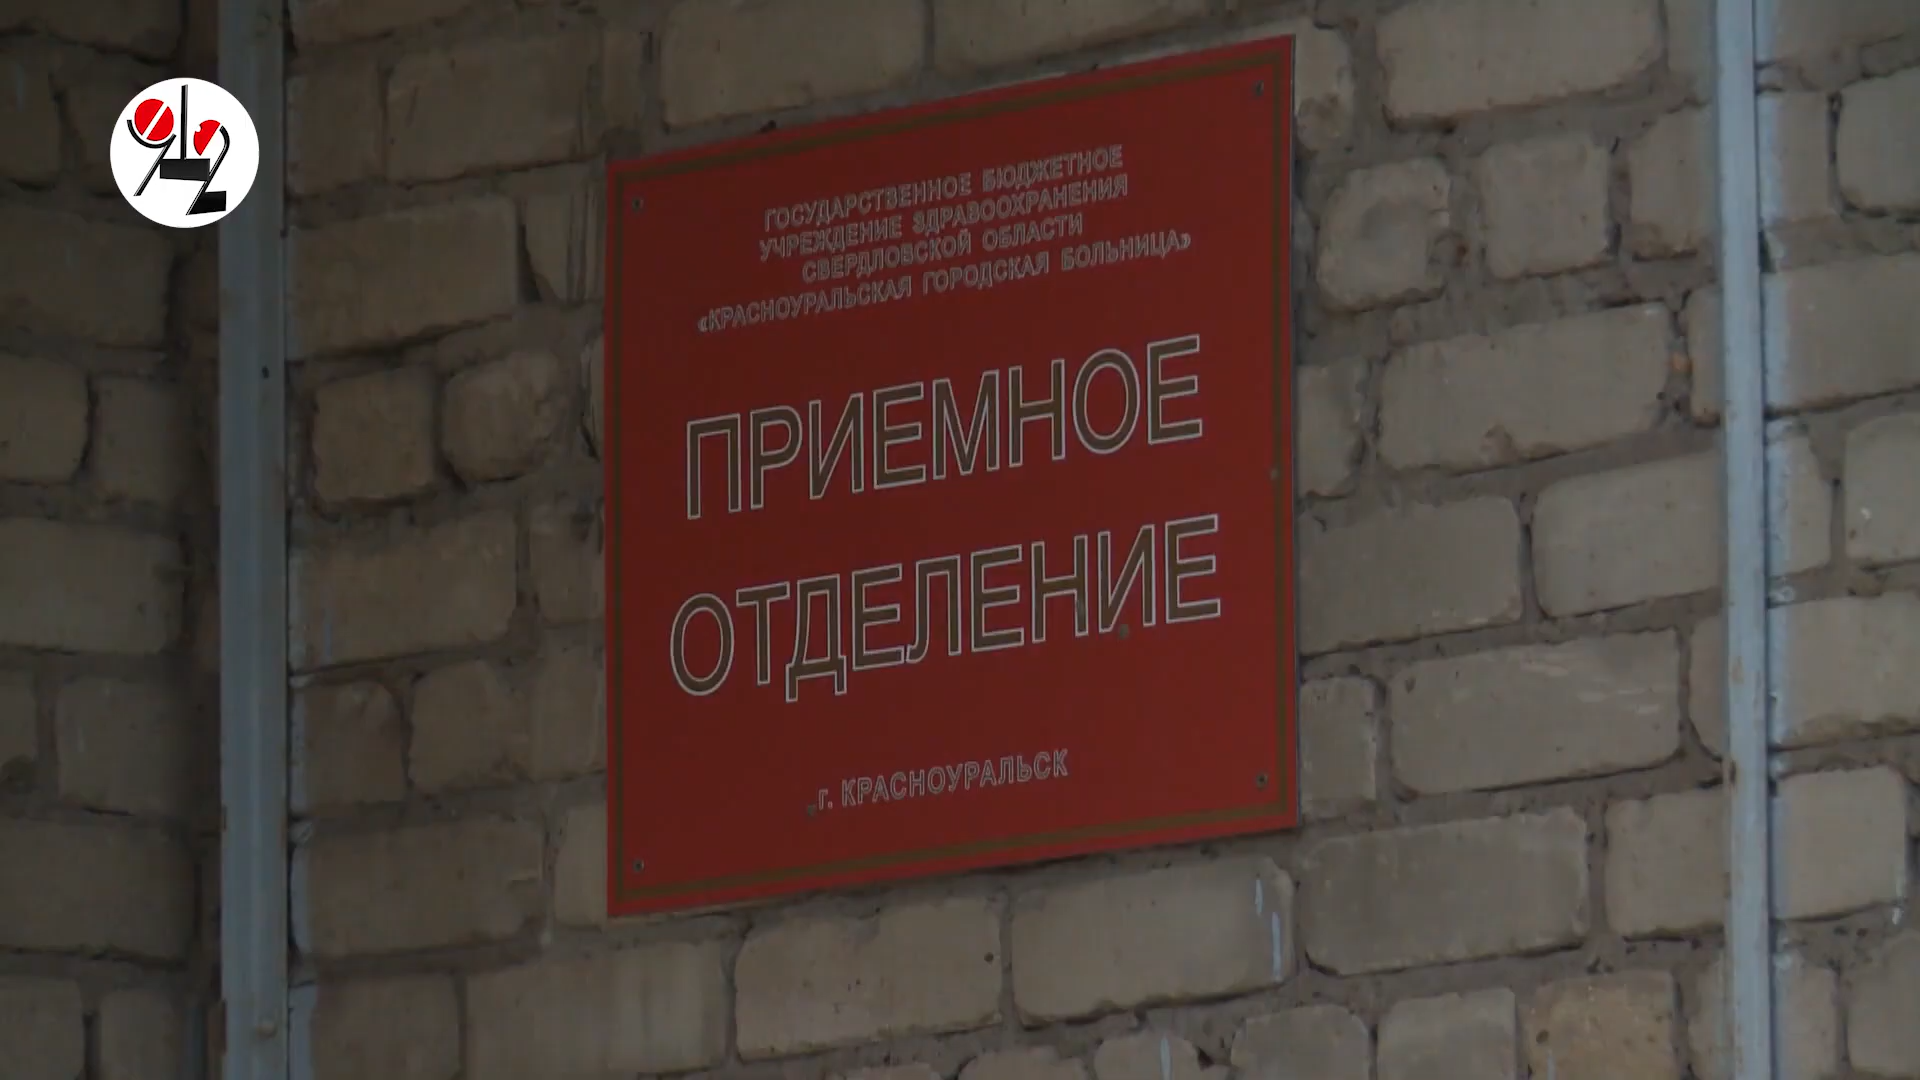 ГОСУДАРСТВЕННОЕ БЮДЖЕТНОЕ
УЧРЕЖДЕНИЕ ЗДРАВООХРАНЕНИЯ
СВЕРДЛОВСКОЙ ОБЛАСТИ
«КРАСНОУРАЛЬСКАЯ ГОРОДСКАЯ БОЛЬНИЦА»
ПРИЕМНОЕ
ОТДЕЛЕНИЕ
г. КРАСНОУРАЛЬСК